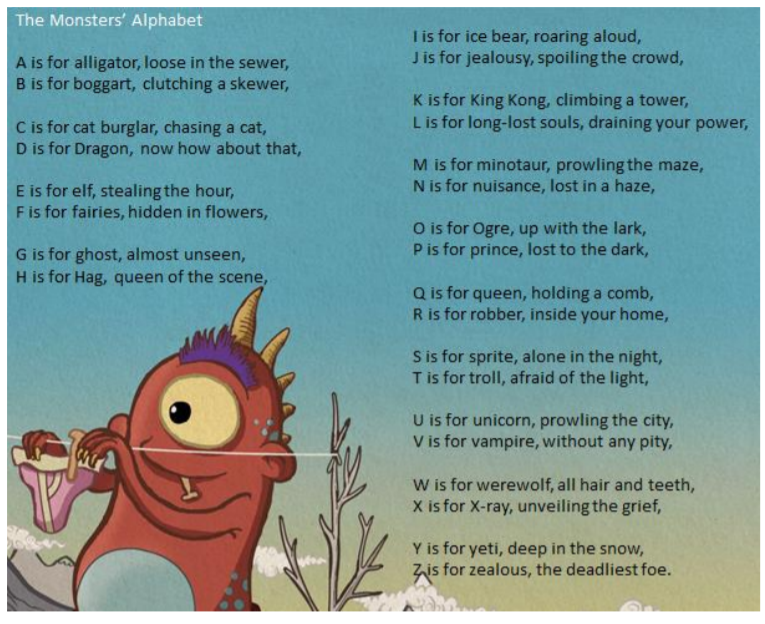 The Monsters’ Alphabet
A is for alligator, loose in the sewer,
B is for boggart, clutching a skewer,
C is for cat burglar, chasing a cat,
D is for Dragon, now how about that,
E is for elf, stealing the hour,
F is for fairies, hidden in flowers,
G is for ghost, almost unseen,
H is for Hag, queen of the scene,
I is for ice bear, roaring aloud,
J is for jealousy, spoiling the crowd,
K is for King Kong, climbing a tower,
L is for long-lost souls, draining your power,
M is for minotaur, prowling the maze,
N is for nuisance, lost in a haze,
O is for Ogre, up with the lark,
P is for prince, lost to the dark,
Q is for queen, holding a comb,
R is for robber, inside your home,
S is for sprite, alone in the night,
T is for troll, afraid of the light,
U is for unicorn, prowling the city,
V is for vampire, without any pity,
W is for werewolf, all hair and teeth,
X is for X-ray, unveiling the grief,
Y is for yeti, deep in the snow,
Z is for zealous, the deadliest foe.